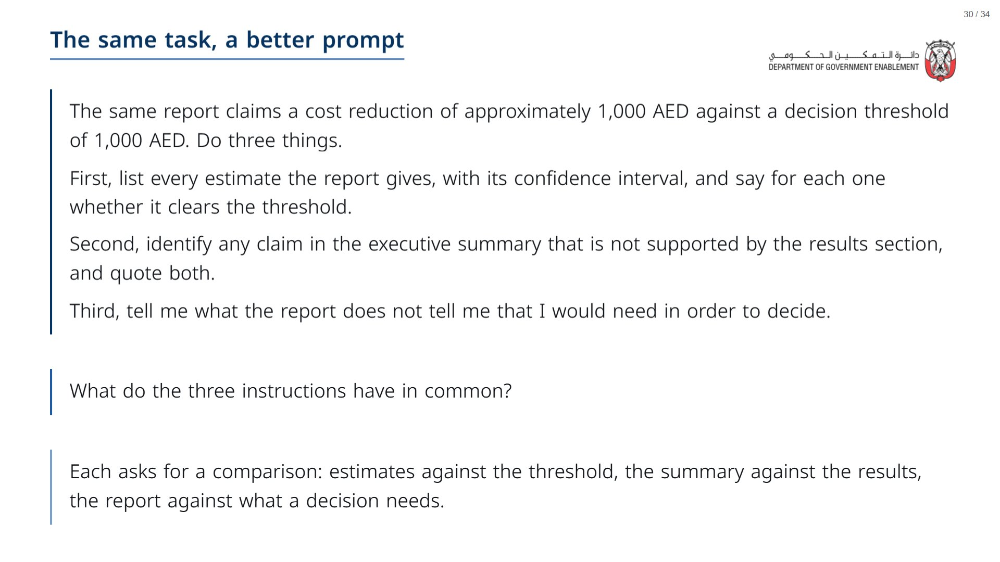 30 / 34
The same task, a better prompt
دائرة التمكين الحكومي
DEPARTMENT OF GOVERNMENT ENABLEMENT
The same report claims a cost reduction of approximately 1,000 AED against a decision threshold
of 1,000 AED. Do three things.
First, list every estimate the report gives, with its confidence interval, and say for each one
whether it clears the threshold.
Second, identify any claim in the executive summary that is not supported by the results section,
and quote both.
Third, tell me what the report does not tell me that I would need in order to decide.
What do the three instructions have in common?
Each asks for a comparison: estimates against the threshold, the summary against the results,
the report against what a decision needs.